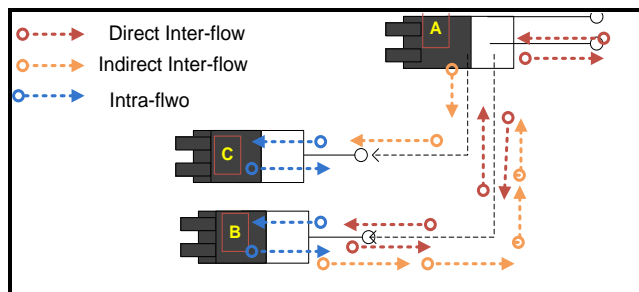 A
Direct Inter-flow
Indirect Inter-flow
Intra-flwo
C
B